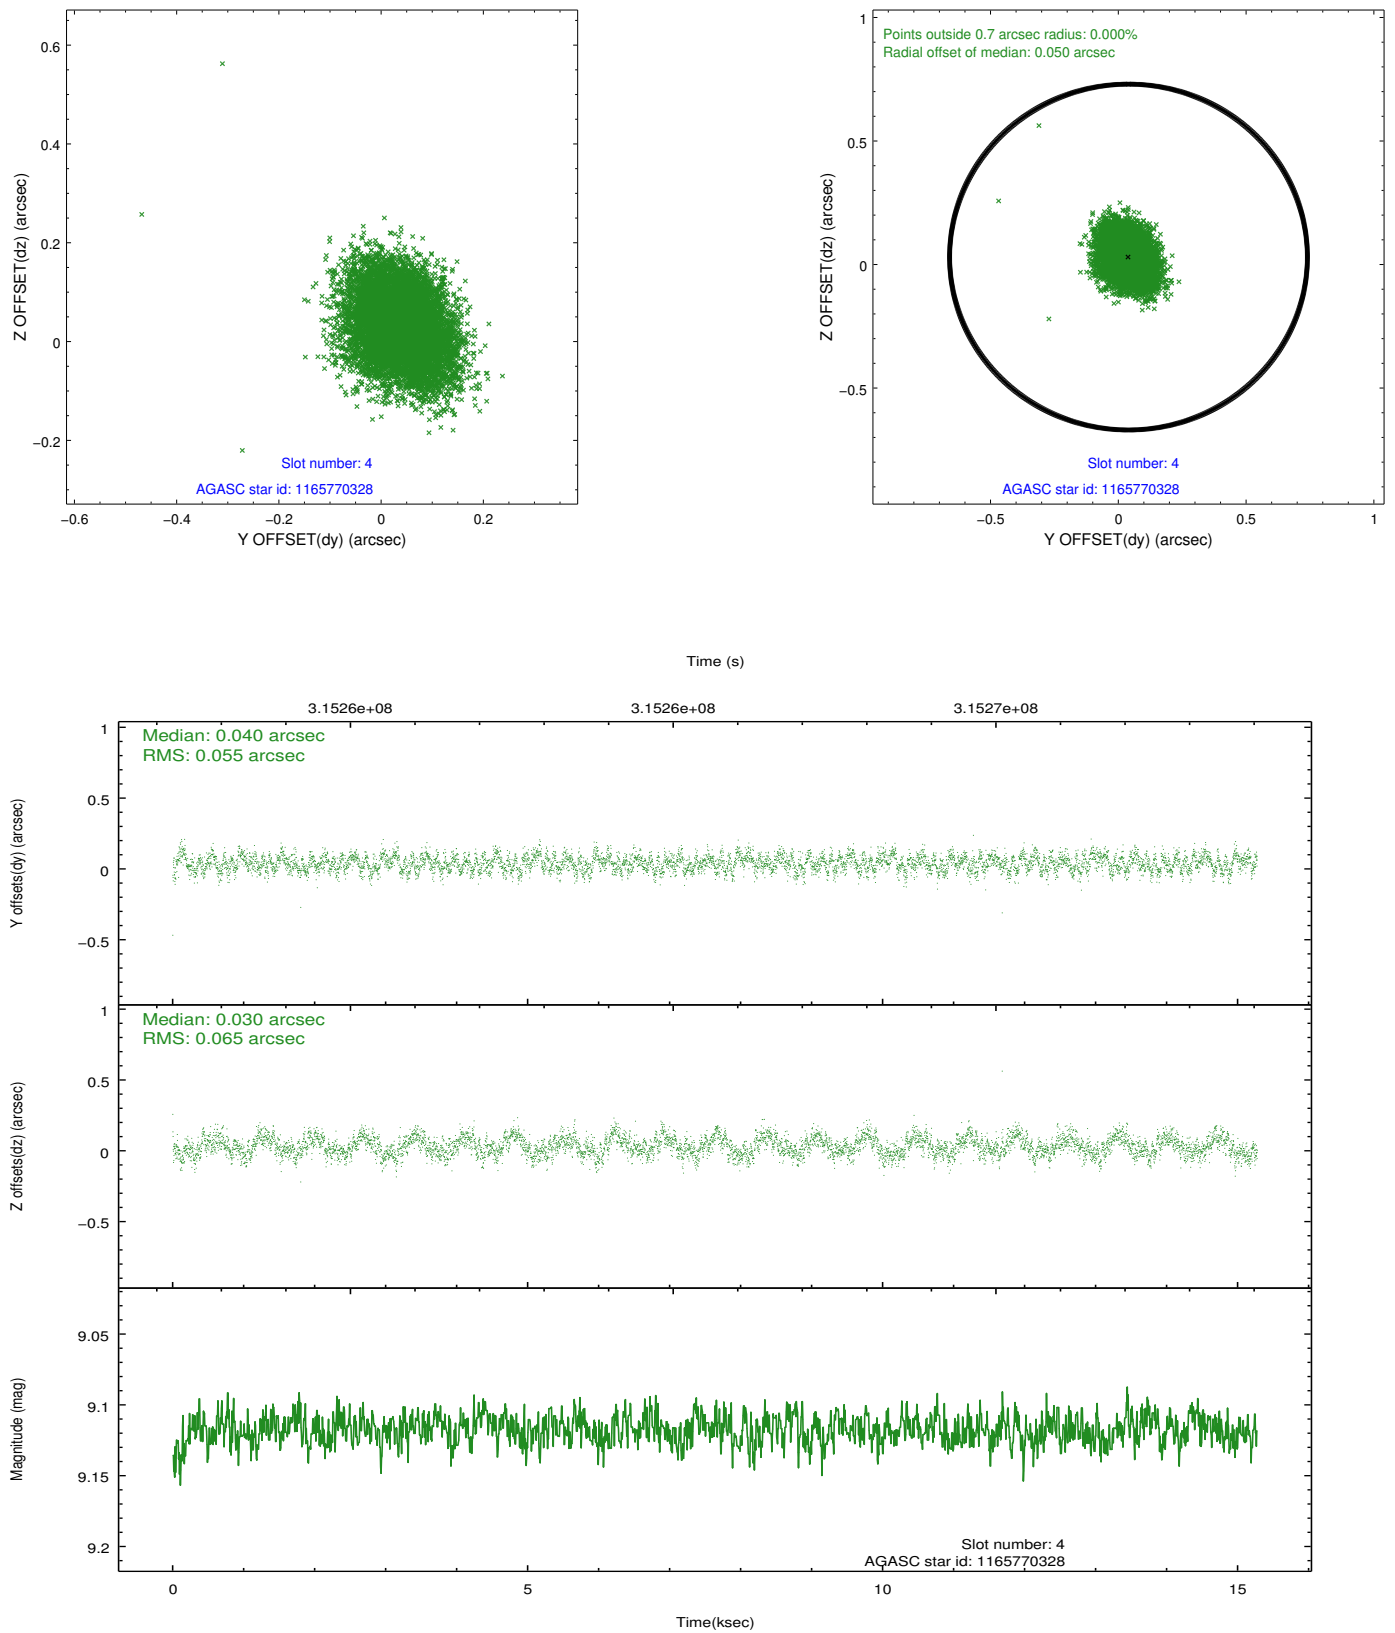 0.6
0.4
0.2
0
−0.2
Z OFFSET(dz) (arcsec)
Slot number: 4
AGASC star id: 1165770328
−0.6 −0.4 −0.2 0 0.2
Y OFFSET(dy) (arcsec)
1
0.5
0
−0.5
Z OFFSET(dz) (arcsec)
Points outside 0.7 arcsec radius: 0.000%
Radial offset of median: 0.050 arcsec
Slot number: 4
AGASC star id: 1165770328
−0.5 0 0.5 1
Y OFFSET(dy) (arcsec)
Time (s)
3.1526e+08 3.1526e+08 3.1527e+08
1
0.5
0
−0.5
Y offsets(dy) (arcsec)
Median: 0.040 arcsec
RMS: 0.055 arcsec
1
0.5
0
−0.5
Z offsets(dz) (arcsec)
Median: 0.030 arcsec
RMS: 0.065 arcsec
9.05
9.1
9.15
9.2
Magnitude (mag)
Slot number: 4
AGASC star id: 1165770328
0 5 10 15
Time(ksec)